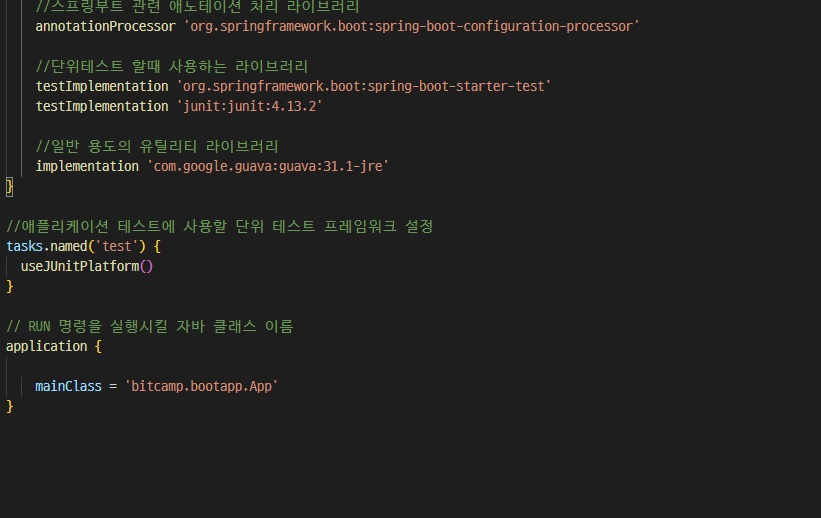 //스프링부트 관련 애노테이션 처리 라이브러리
annotationProcessor 'org.springframework.boot:spring-boot-configuration-processor'
//단위테스트 할때 사용하는 라이브러리
testImplementation 'org.springframework.boot:spring-boot-starter-test'
testImplementation 'junit:junit:4.13.2'
//일반 용도의 유틸리티 라이브러리
implementation 'com.google.guava:guava:31.1-jre'
}
//애플리케이션 테스트에 사용할 단위 테스트 프레임워크 설정
tasks.named('test') {
useJUnitPlatform()
}
// RUN 명령을 실행시킬 자바 클래스 이름
application {
mainClass = 'bitcamp.bootapp.App'
}